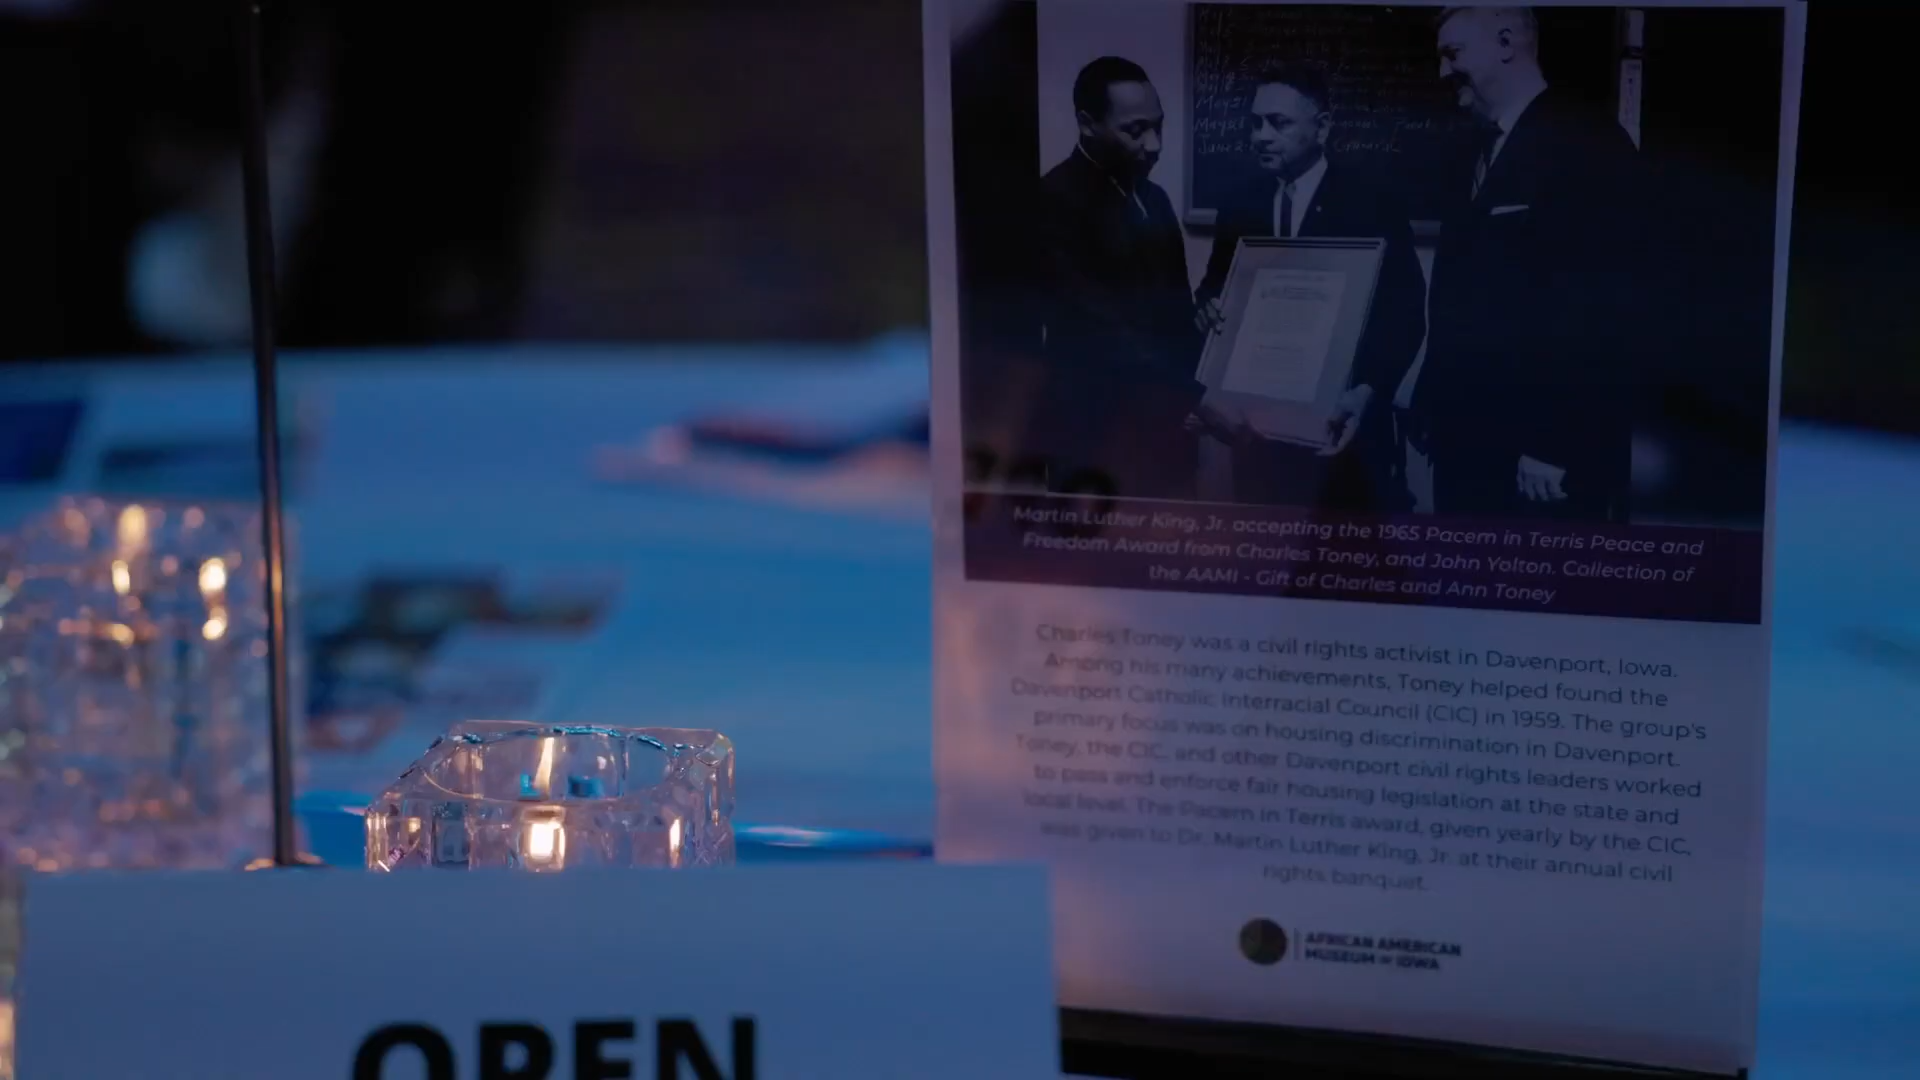 May 21
June 2
Martin Luther King, Jr. accepting the 1965 Pacem in Terris Peace and
Freedom Award from Charles Toney, and John Yolton. Collection of
the AAMI - Gift of Charles and Ann Toney
Charles Toney was a civil rights activist in Davenport, Iowa.
Among his many achievements, Toney helped found the
Davenport Catholic Interracial Council (CIC) in 1959. The group's
primary focus was on housing discrimination in Davenport.
Toney, the CIC, and other Davenport civil rights leaders worked
to pass and enforce fair housing legislation at the state and
local level. The Pacem in Terris award, given yearly by the CIC,
was given to Dr. Martin Luther King, Jr. at their annual civil
rights banquet.
AFRICAN AMERICAN
MUSEUM OF IOWA
OPEN